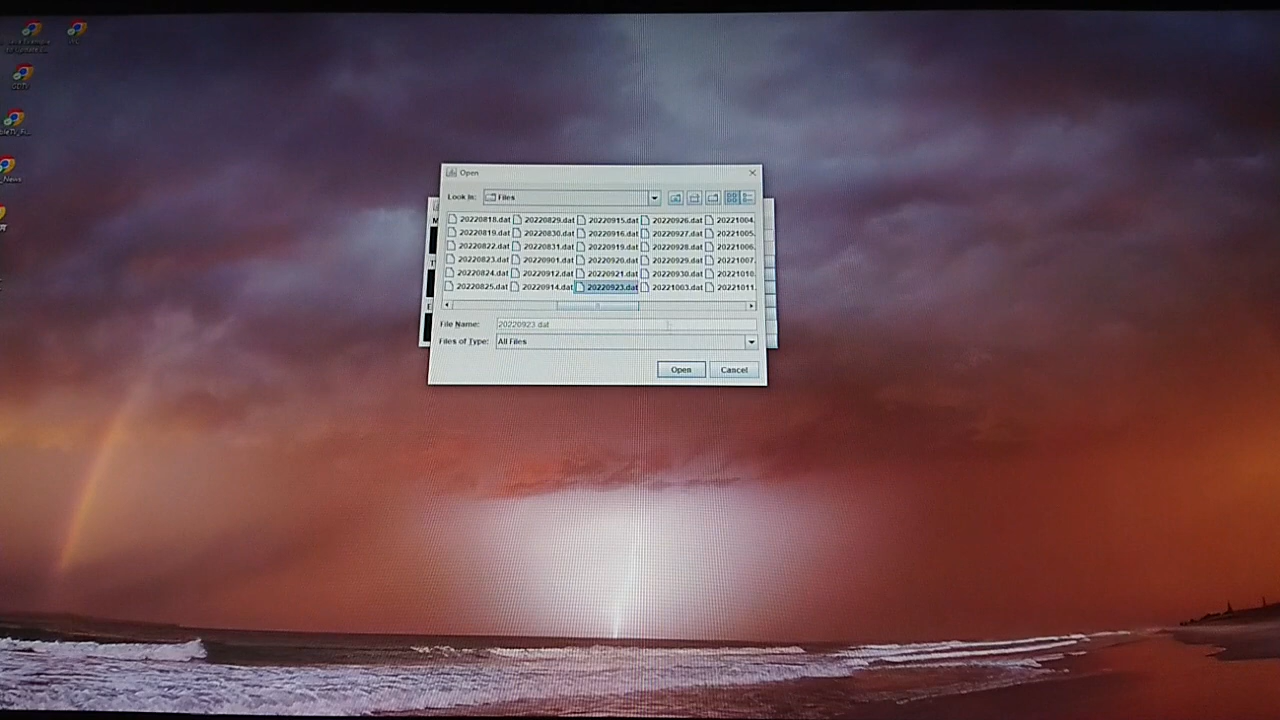 Open
Look In: Files
20220818.dat 20220829.dat 20220915.dat 20220926.dat 20221004.
20220819.dat 20220830.dat 20220916.dat 20220927.dat 20221005.
20220822.dat 20220831.dat 20220919.dat 20220928.dat 20221006.
20220823.dat 20220901.dat 20220920.dat 20220929.dat 20221007.
20220824.dat 20220912.dat 20220921.dat 20220930.dat 20221010.
20220825.dat 20220914.dat 20220923.dat 20221003.dat 20221011.
File Name: 20220923.dat
Files of Type: All Files
Open Cancel